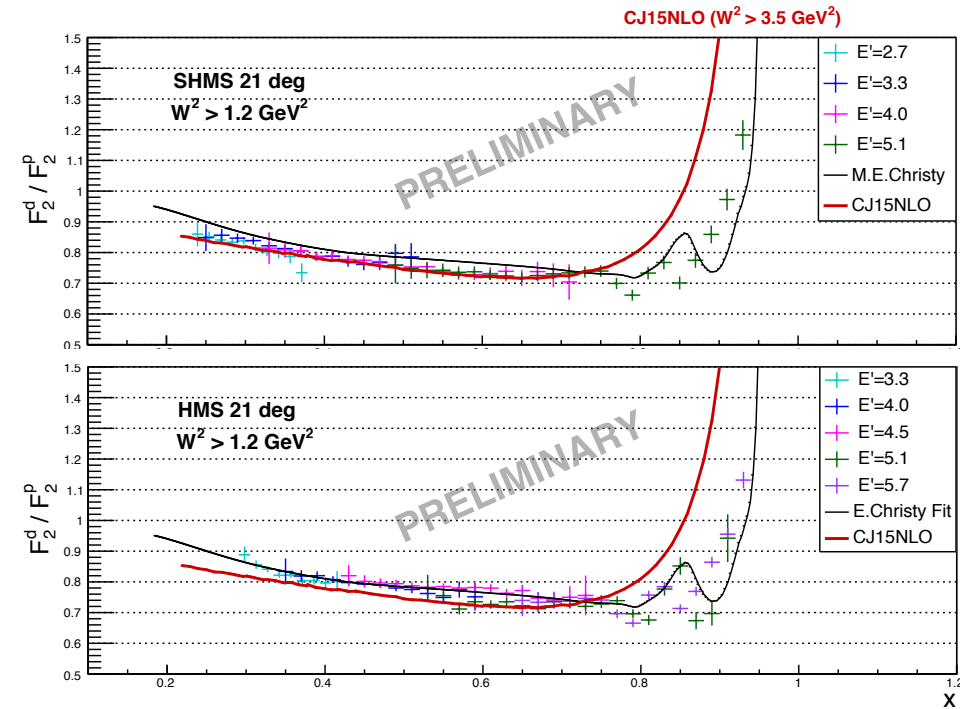 CJ15NLO (W² > 3.5 GeV²)
1.5
1.4
1.3
1.2
1.1
1
0.9
0.8
0.7
0.6
0.5
F₂ᵈ / F₂ᵖ
SHMS 21 deg
W² > 1.2 GeV²
PRELIMINARY
E'=2.7
E'=3.3
E'=4.0
E'=5.1
M.E.Christy
CJ15NLO
1.5
1.4
1.3
1.2
1.1
1
0.9
0.8
0.7
0.6
0.5
F₂ᵈ / F₂ᵖ
HMS 21 deg
W² > 1.2 GeV²
PRELIMINARY
E'=3.3
E'=4.0
E'=4.5
E'=5.1
E'=5.7
E.Christy Fit
CJ15NLO
0.2
0.4
0.6
0.8
1
1.2
X